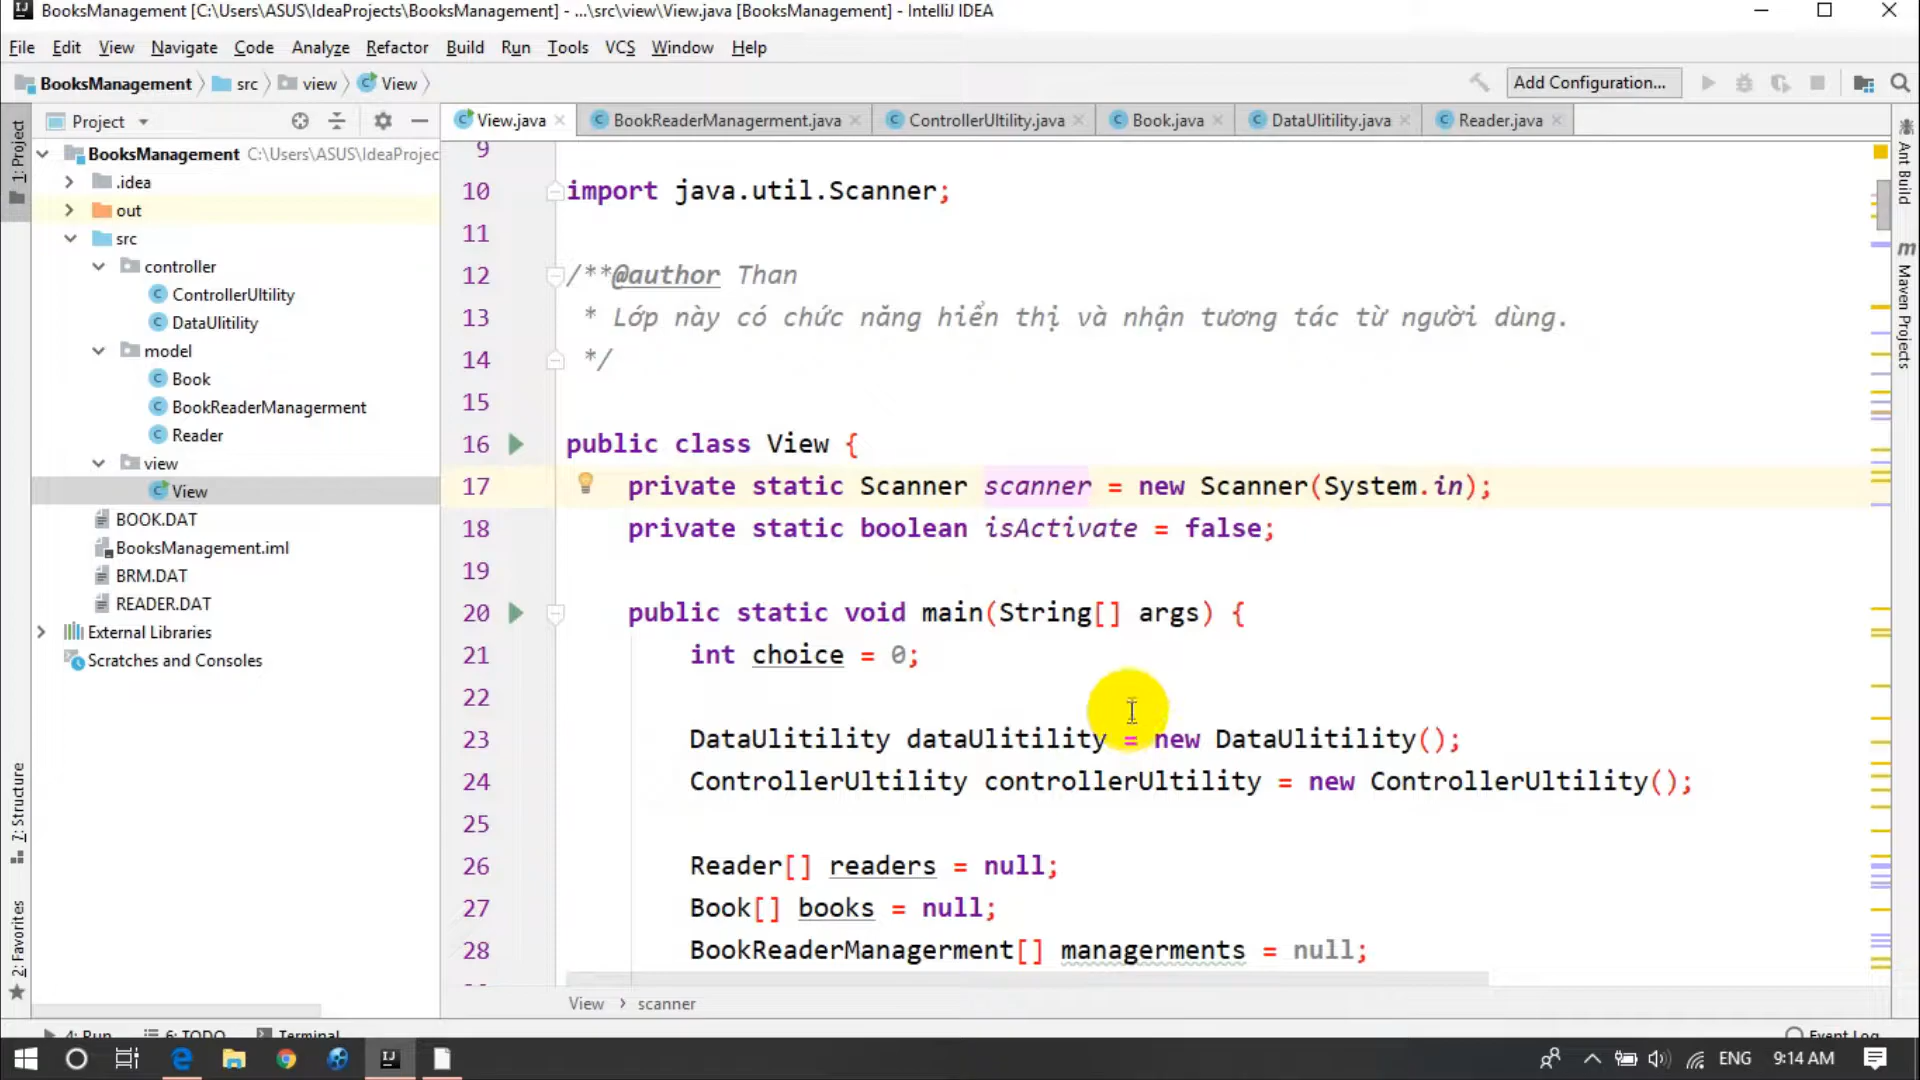 BooksManagement [C:\Users\ASUS\IdeaProjects\BooksManagement] - ...\src\view\View.java [BooksManagement] - IntelliJ IDEA
File Edit View Navigate Code Analyze Refactor Build Run Tools VCS Window Help
BooksManagement src view View Add Configuration...
Project
View.java BookReaderManagerment.java ControllerUltility.java Book.java DataUlitility.java Reader.java
1: Project
7: Structure
2: Favorites
BooksManagement C:\Users\ASUS\IdeaProjec
.idea
out
src
controller
ControllerUltility
DataUlitility
model
Book
BookReaderManagerment
Reader
view
View
BOOK.DAT
BooksManagement.iml
BRM.DAT
READER.DAT
External Libraries
Scratches and Consoles
9
10 import java.util.Scanner;
11
12 /**@author Than
13 * Lớp này có chức năng hiển thị và nhận tương tác từ người dùng.
14 */
15
16 public class View {
17 private static Scanner scanner = new Scanner(System.in);
18 private static boolean isActivate = false;
19
20 public static void main(String[] args) {
21 int choice = 0;
22
23 DataUlitility dataUlitility = new DataUlitility();
24 ControllerUltility controllerUltility = new ControllerUltility();
25
26 Reader[] readers = null;
27 Book[] books = null;
28 BookReaderManagerment[] managerments = null;
View › scanner
Ant Build
Maven Projects
4: Run 6: TODO Terminal Event Log
ENG 9:14 AM